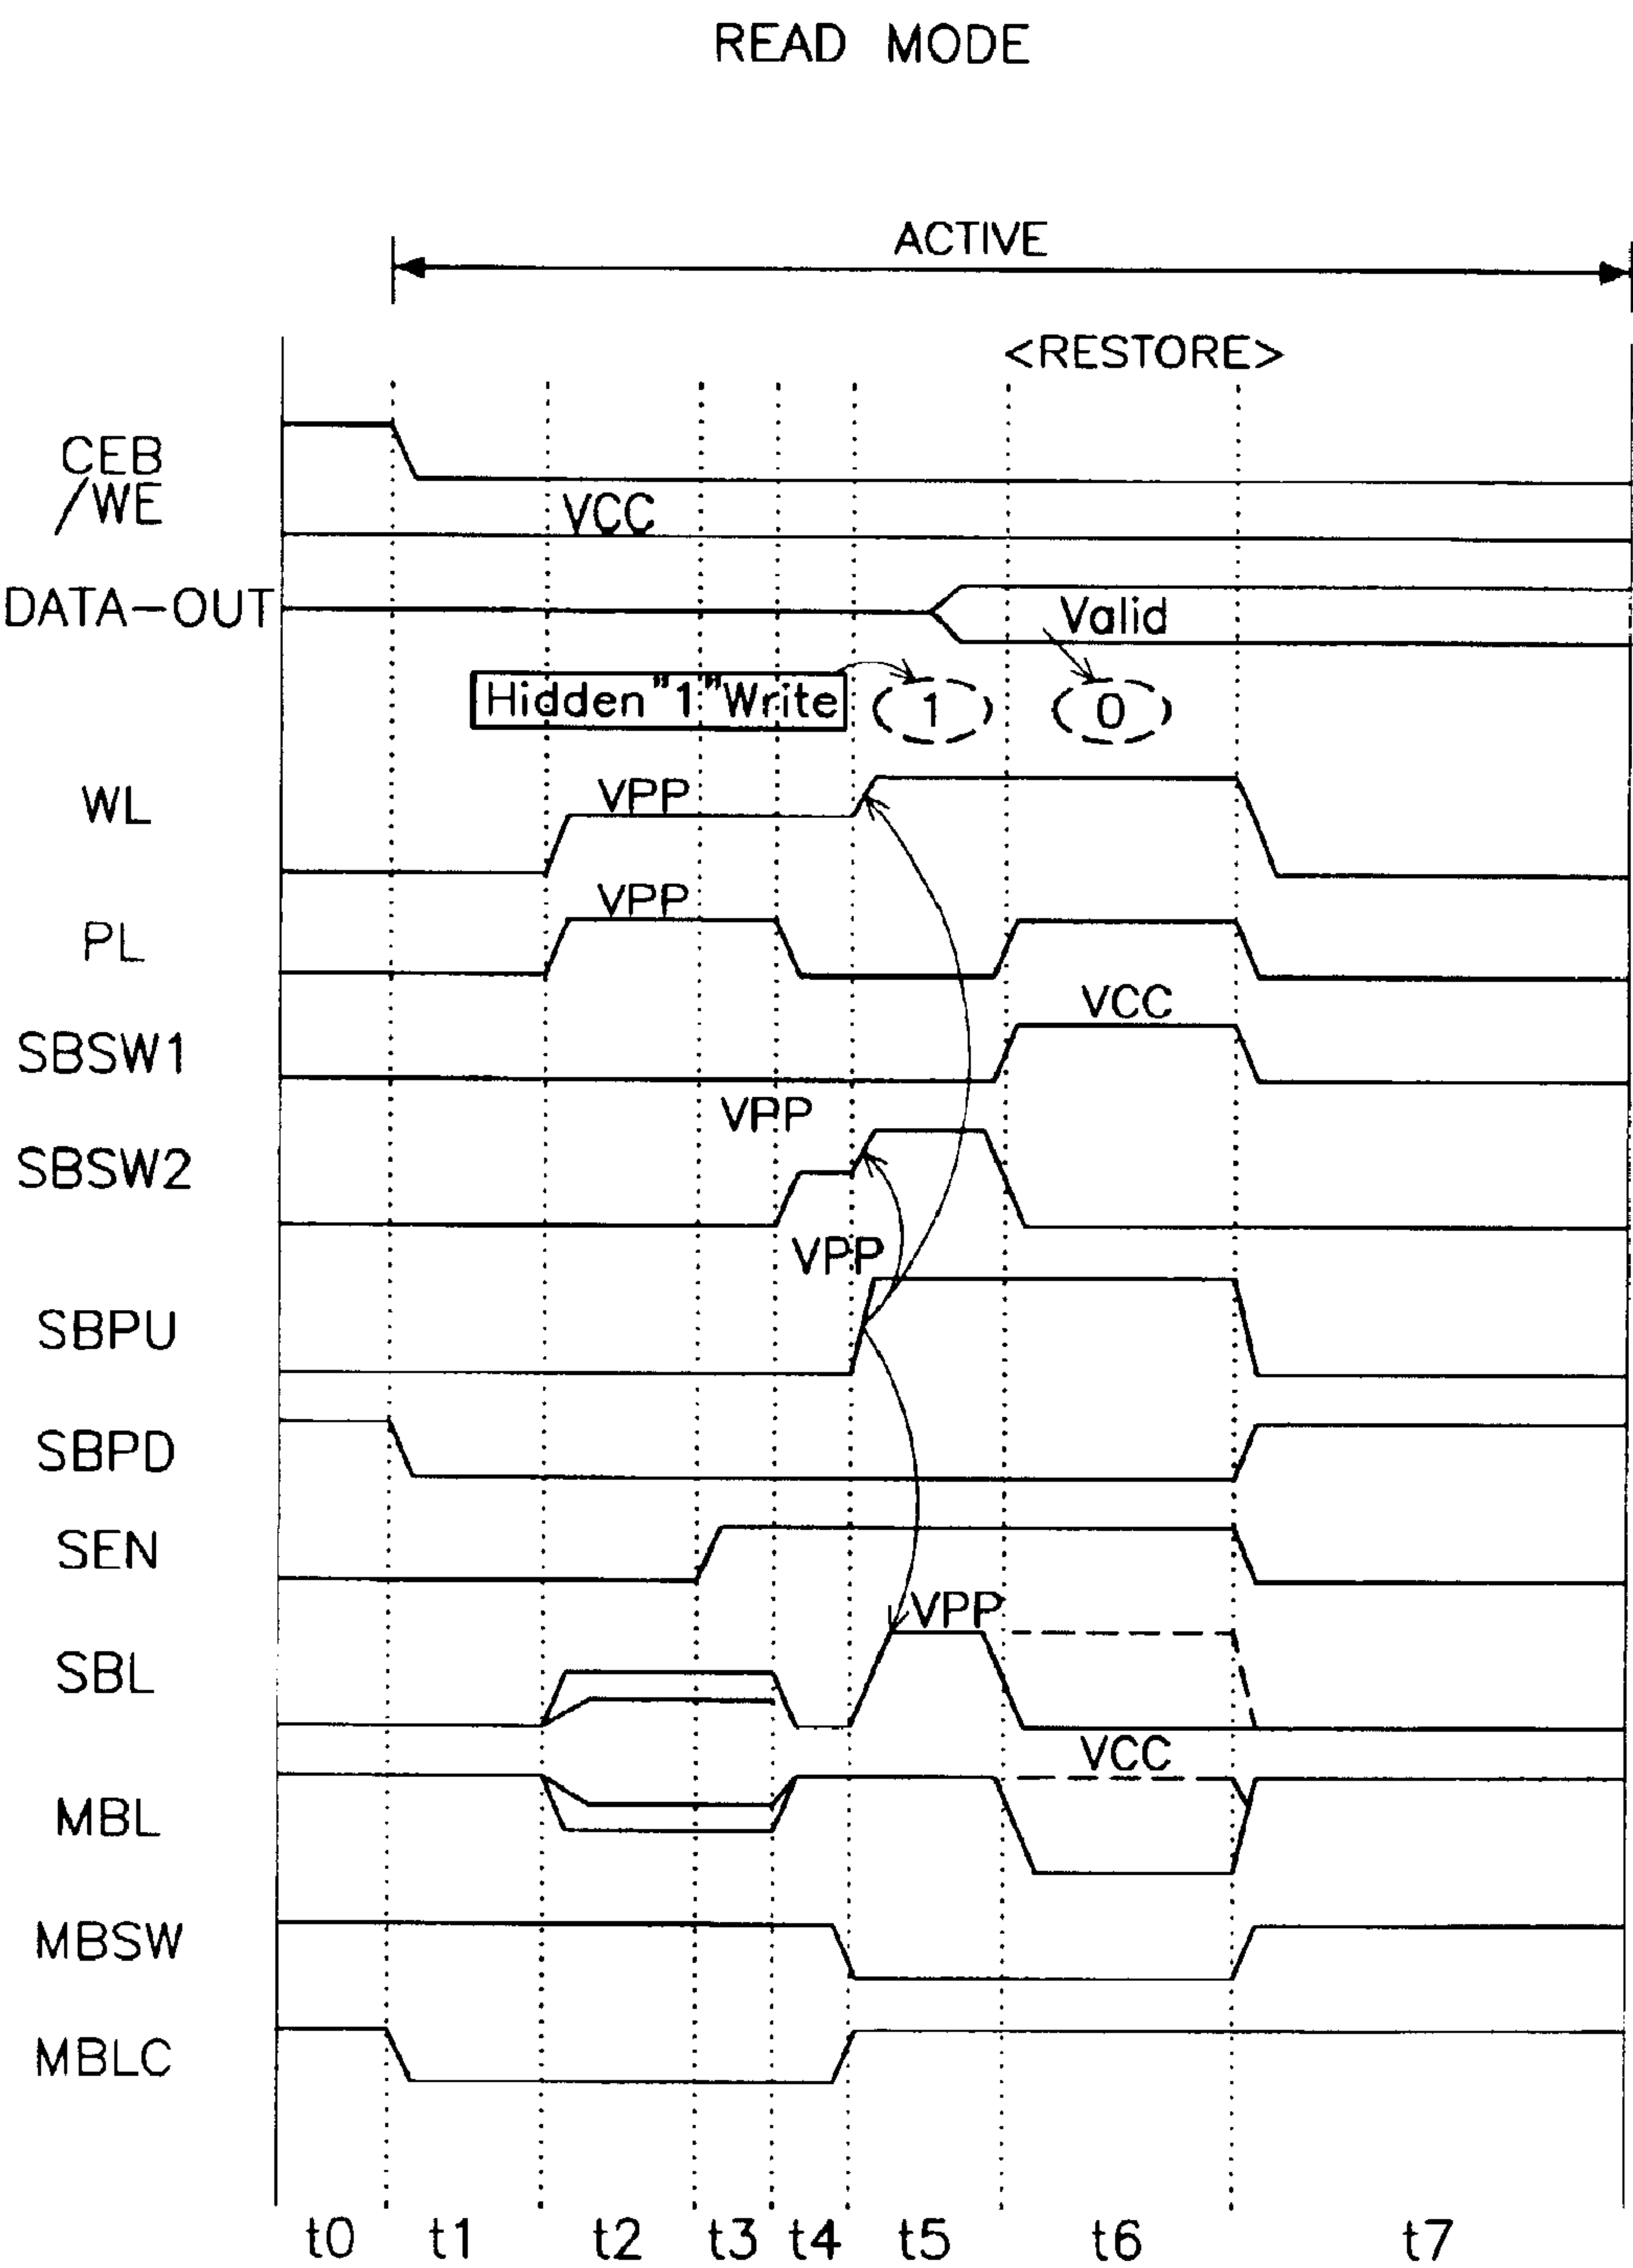 READ MODE
ACTIVE
<RESTORE>
CEB
/WE
VCC
DATA-OUT
Valid
Hidden"1"Write
1
0
WL
VPP
PL
VPP
SBSW1
VCC
SBSW2
VPP
SBPU
VPP
SBPD
SEN
SBL
VPP
MBL
VCC
MBSW
MBLC
t0 t1 t2 t3 t4 t5 t6 t7